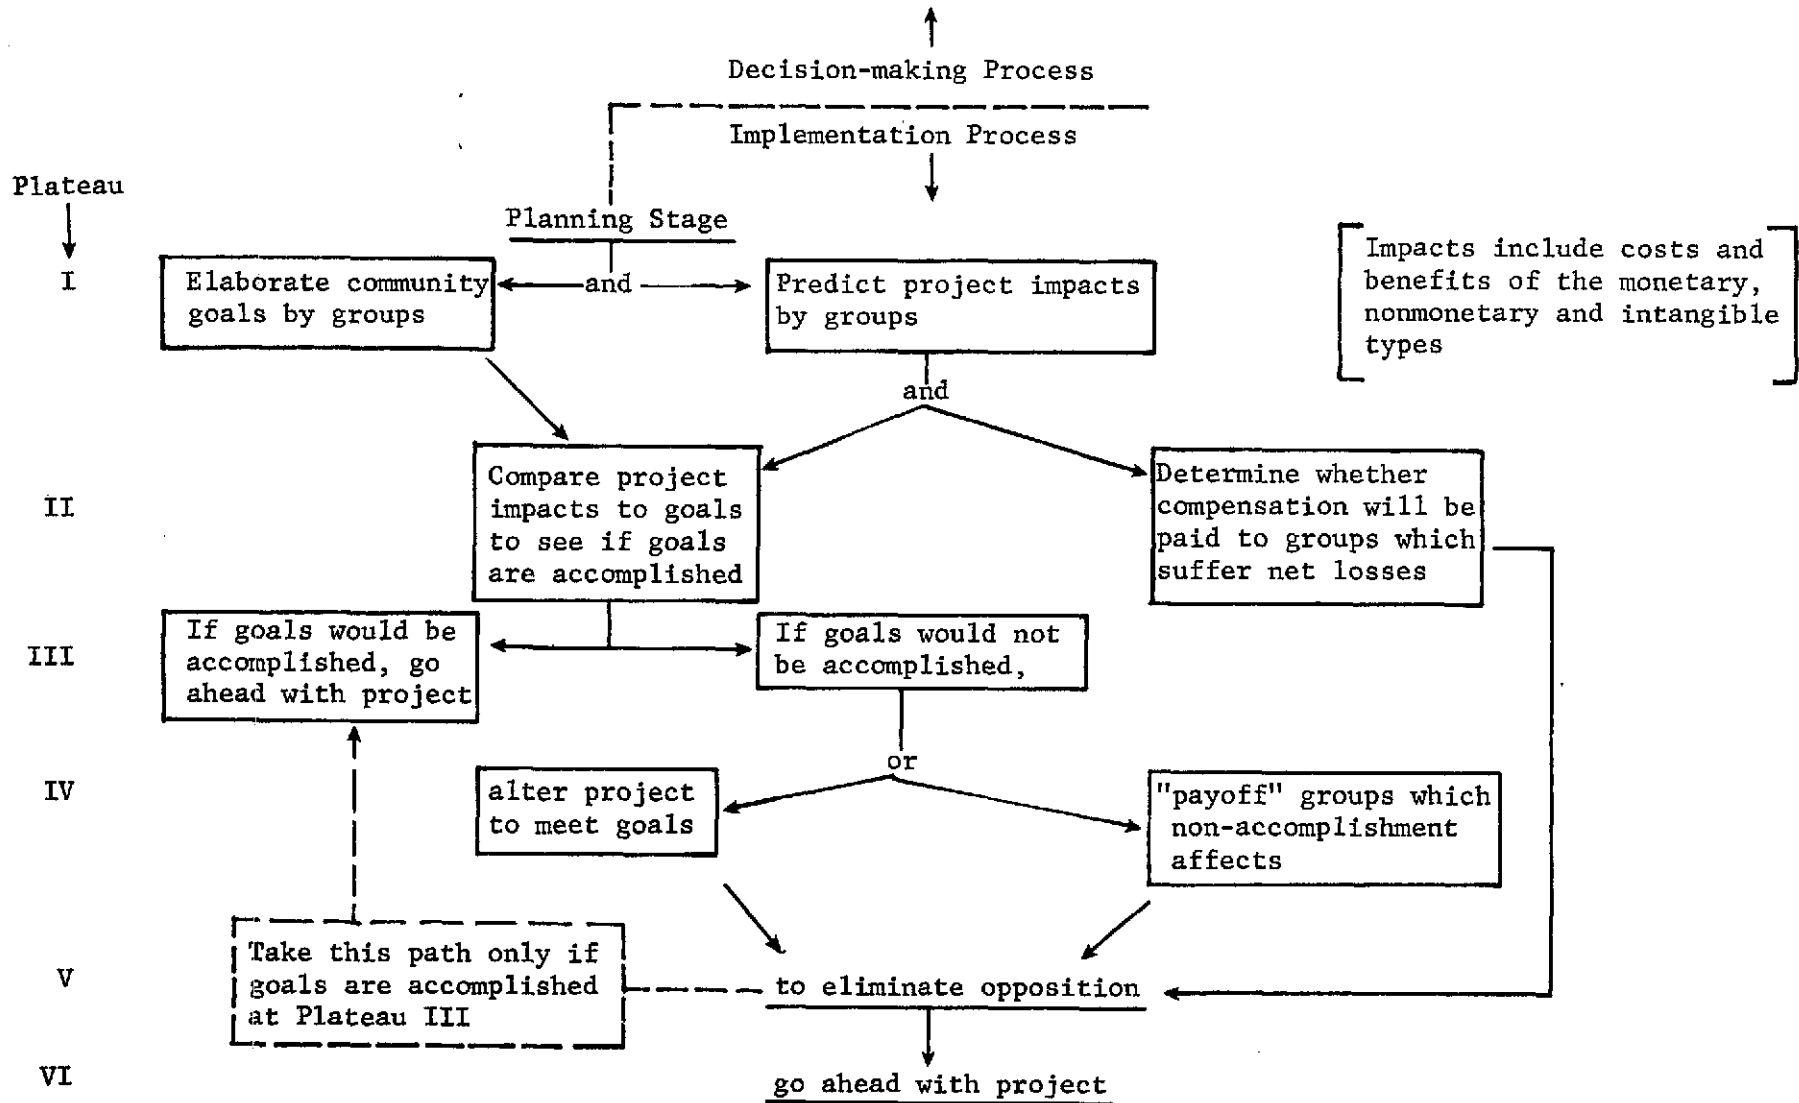 Decision-making Process
Implementation Process
Plateau
Planning Stage
I
Elaborate community
goals by groups
and
Predict project impacts
by groups
Impacts include costs and
benefits of the monetary,
nonmonetary and intangible
types
and
II
Compare project
impacts to goals
to see if goals
are accomplished
Determine whether
compensation will be
paid to groups which
suffer net losses
III
If goals would be
accomplished, go
ahead with project
If goals would not
be accomplished,
or
IV
alter project
to meet goals
"payoff" groups which
non-accomplishment
affects
V
Take this path only if
goals are accomplished
at Plateau III
to eliminate opposition
VI
go ahead with project